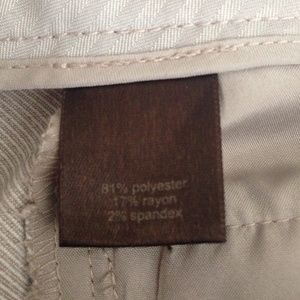 81% polyester
17% rayon
2% spandex